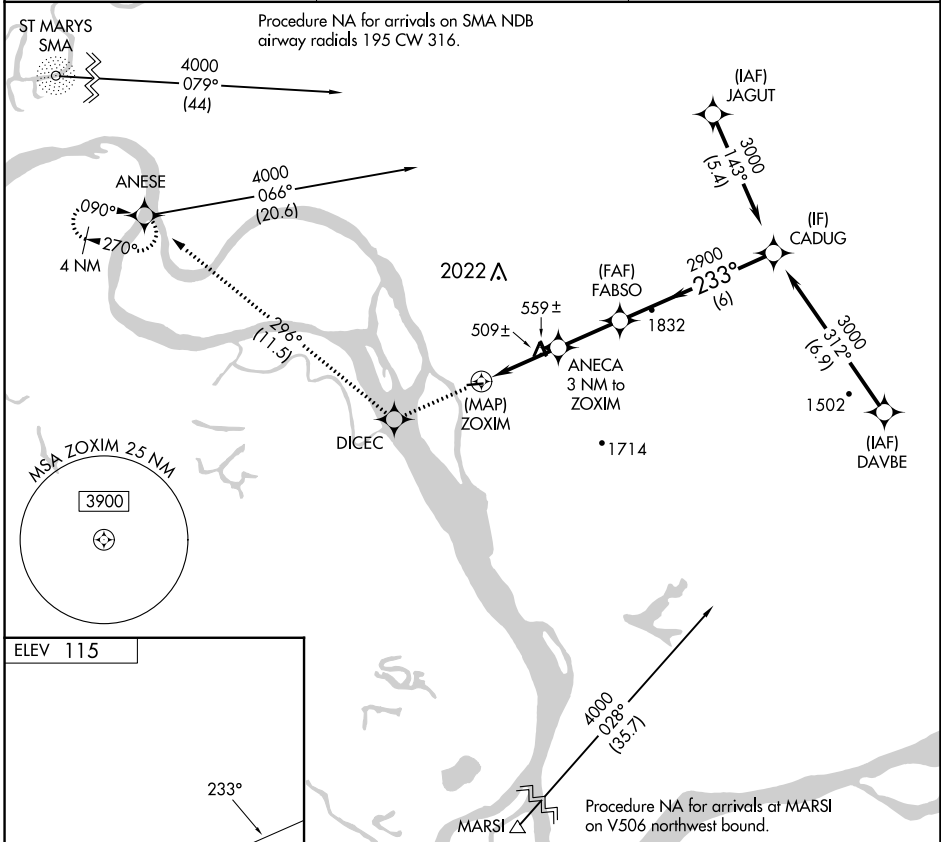 Procedure NA for arrivals on SMA NDB
airway radials 195 CW 316.
ST MARYS
SMA
4000
079°
(44)
(IAF)
JAGUT
3000
143°
(5.4)
ANESE
4000
066°
(20.6)
090°
270°
4 NM
(IF)
CADUG
2900
233°
(6)
2022
(FAF)
FABSO
559 ±
509 ±
1832
296°
(11.5)
ANECA
3 NM to
ZOXIM
3000
312°
(6.9)
(MAP)
ZOXIM
1502
DICEC
1714
(IAF)
DAVBE
MSA ZOXIM 25 NM
3900
ELEV 115
233°
4000
028°
(35.7)
MARSI
Procedure NA for arrivals at MARSI
on V506 northwest bound.